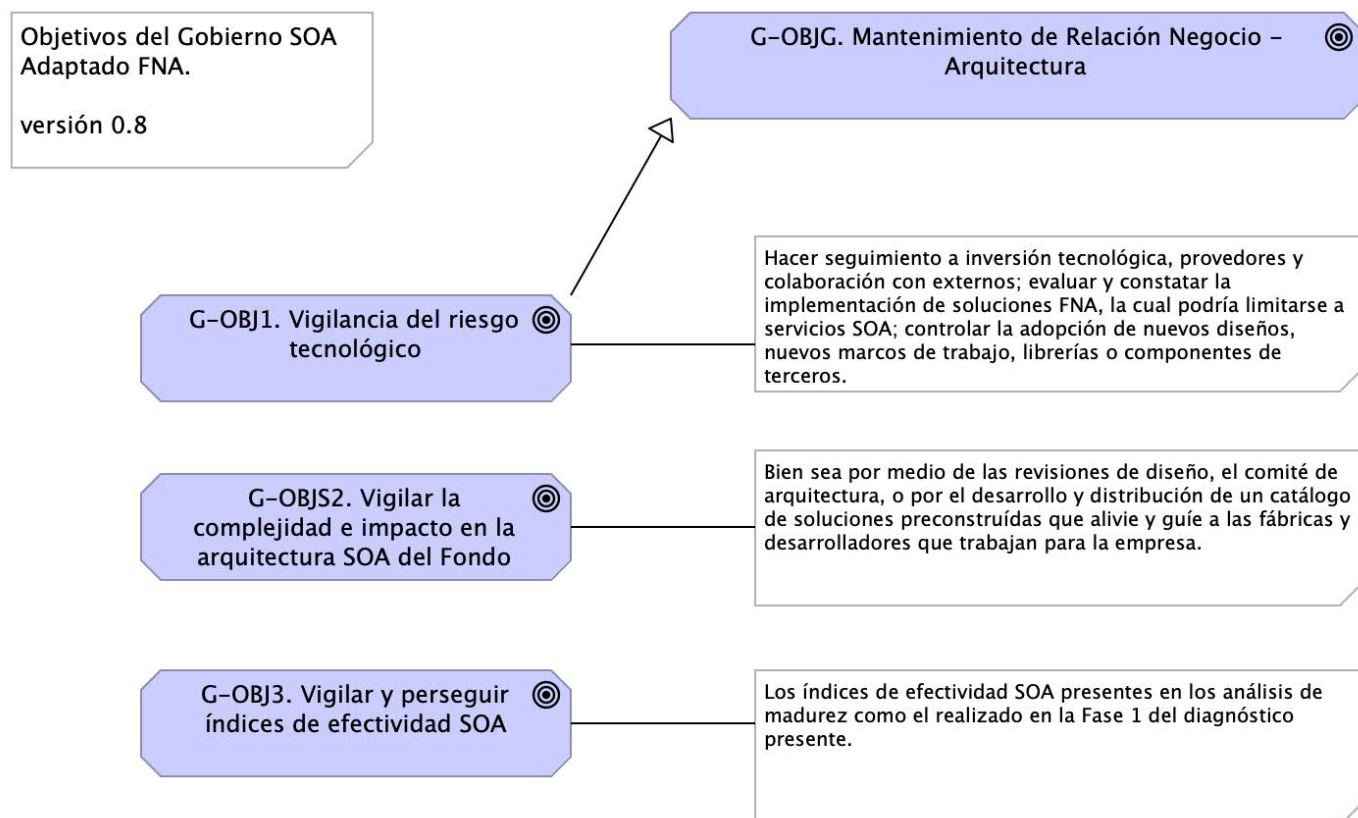 Objetivos del Gobierno SOA
Adaptado FNA.
versión 0.8
G-OBJG. Mantenimiento de Relación Negocio -
Arquitectura
G-OBJ1. Vigilancia del riesgo
tecnológico
Hacer seguimiento a inversión tecnológica, provedores y
colaboración con externos; evaluar y constatar la
implementación de soluciones FNA, la cual podría limitarse a
servicios SOA; controlar la adopción de nuevos diseños,
nuevos marcos de trabajo, librerías o componentes de
terceros.
G-OBJS2. Vigilar la
complejidad e impacto en la
arquitectura SOA del Fondo
Bien sea por medio de las revisiones de diseño, el comité de
arquitectura, o por el desarrollo y distribución de un catálogo
de soluciones preconstruídas que alivie y guíe a las fábricas y
desarrolladores que trabajan para la empresa.
G-OBJ3. Vigilar y perseguir
índices de efectividad SOA
Los índices de efectividad SOA presentes en los análisis de
madurez como el realizado en la Fase 1 del diagnóstico
presente.